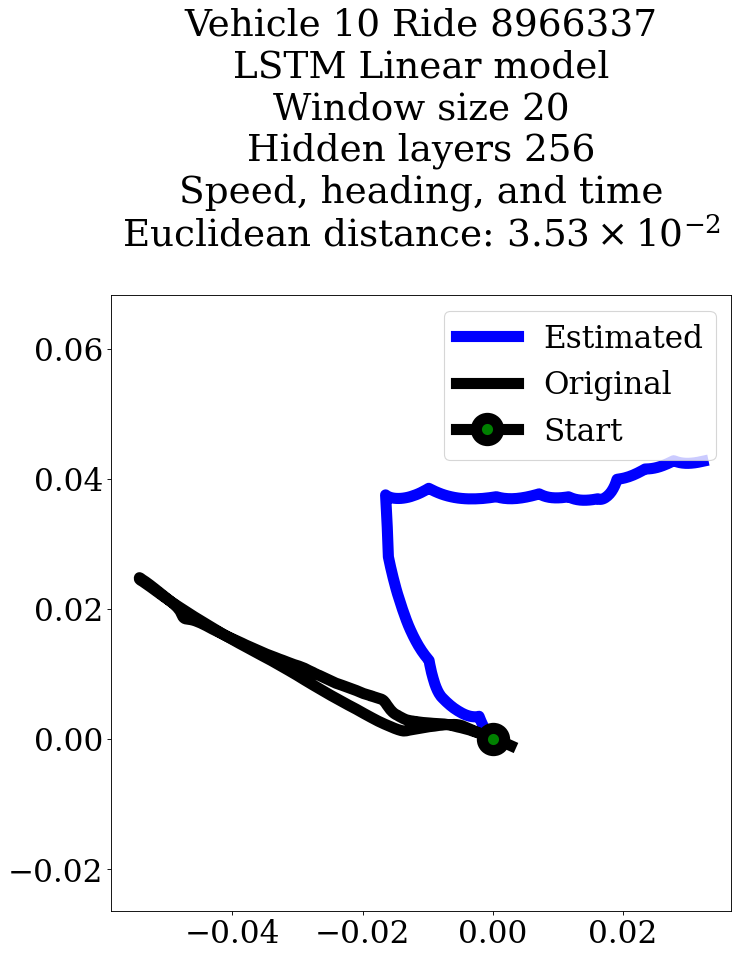 Vehicle 10 Ride 8966337
LSTM Linear model
Window size 20
Hidden layers 256
Speed, heading, and time
Euclidean distance: 3.53 × 10⁻²
Estimated
Original
Start
0.06
0.04
0.02
0.00
−0.02
−0.04 −0.02 0.00 0.02